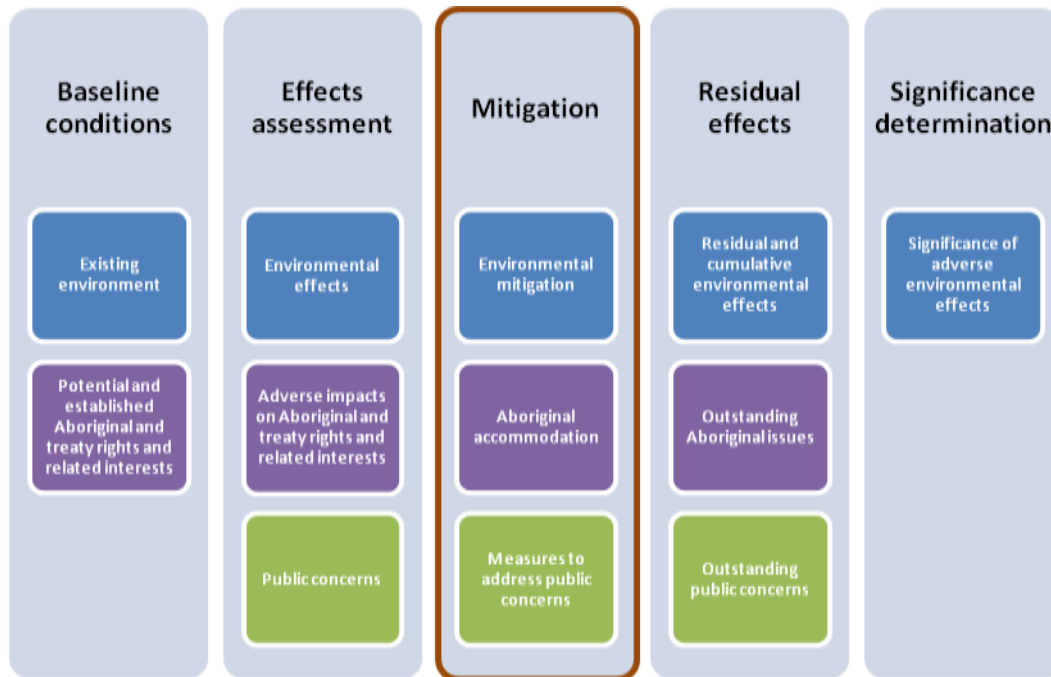 Baseline
conditions
Existing
environment
Potential and
established
Aboriginal and
treaty rights and
related interests
Effects
assessment
Environmental
effects
Adverse impacts
on Aboriginal and
treaty rights and
related interests
Public concerns
Mitigation
Environmental
mitigation
Aboriginal
accommodation
Measures to
address public
concerns
Residual
effects
Residual and
cumulative
environmental
effects
Outstanding
Aboriginal issues
Outstanding
public concerns
Significance
determination
Significance of
adverse
environmental
effects